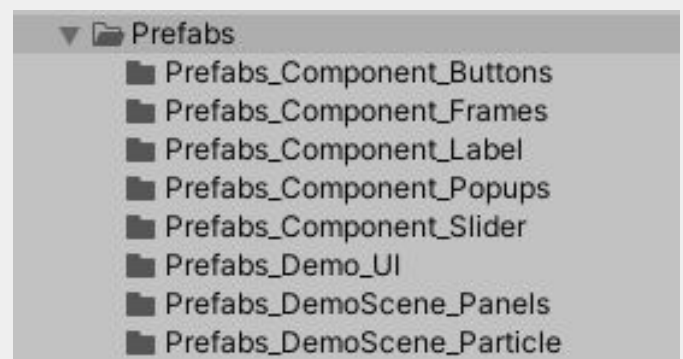 Prefabs
Prefabs_Component_Buttons
Prefabs_Component_Frames
Prefabs_Component_Label
Prefabs_Component_Popups
Prefabs_Component_Slider
Prefabs_Demo_UI
Prefabs_DemoScene_Panels
Prefabs_DemoScene_Particle